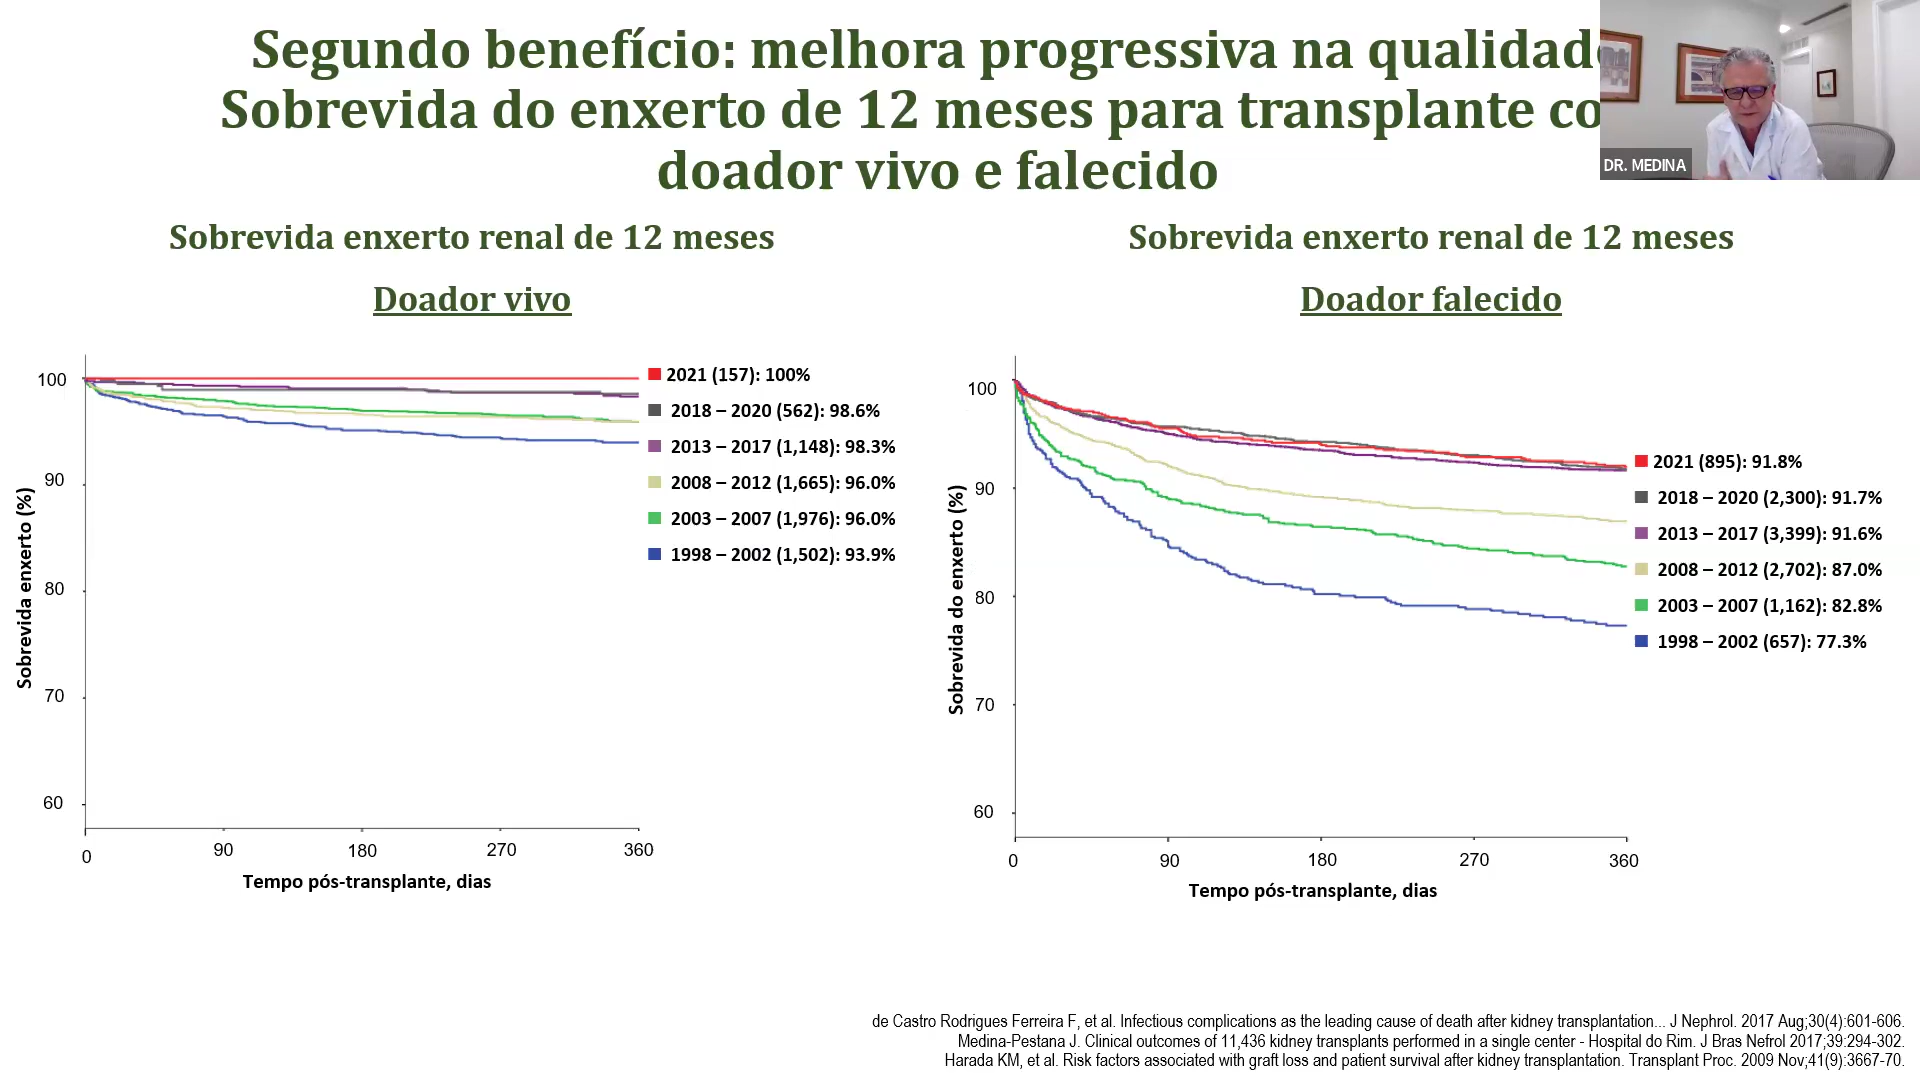 Segundo benefício: melhora progressiva na qualidade
Sobrevida do enxerto de 12 meses para transplante co
doador vivo e falecido
DR. MEDINA
Sobrevida enxerto renal de 12 meses
Doador vivo
Sobrevida enxerto (%)
100
90
80
70
60
0
90
180
270
360
Tempo pós-transplante, dias
2021 (157): 100%
2018 – 2020 (562): 98.6%
2013 – 2017 (1,148): 98.3%
2008 – 2012 (1,665): 96.0%
2003 – 2007 (1,976): 96.0%
1998 – 2002 (1,502): 93.9%
Sobrevida enxerto renal de 12 meses
Doador falecido
Sobrevida do enxerto (%)
100
90
80
70
60
0
90
180
270
360
Tempo pós-transplante, dias
2021 (895): 91.8%
2018 – 2020 (2,300): 91.7%
2013 – 2017 (3,399): 91.6%
2008 – 2012 (2,702): 87.0%
2003 – 2007 (1,162): 82.8%
1998 – 2002 (657): 77.3%
de Castro Rodrigues Ferreira F, et al. Infectious complications as the leading cause of death after kidney transplantation... J Nephrol. 2017 Aug;30(4):601-606.
Medina-Pestana J. Clinical outcomes of 11,436 kidney transplants performed in a single center - Hospital do Rim. J Bras Nefrol 2017;39:294-302.
Harada KM, et al. Risk factors associated with graft loss and patient survival after kidney transplantation. Transplant Proc. 2009 Nov;41(9):3667-70.